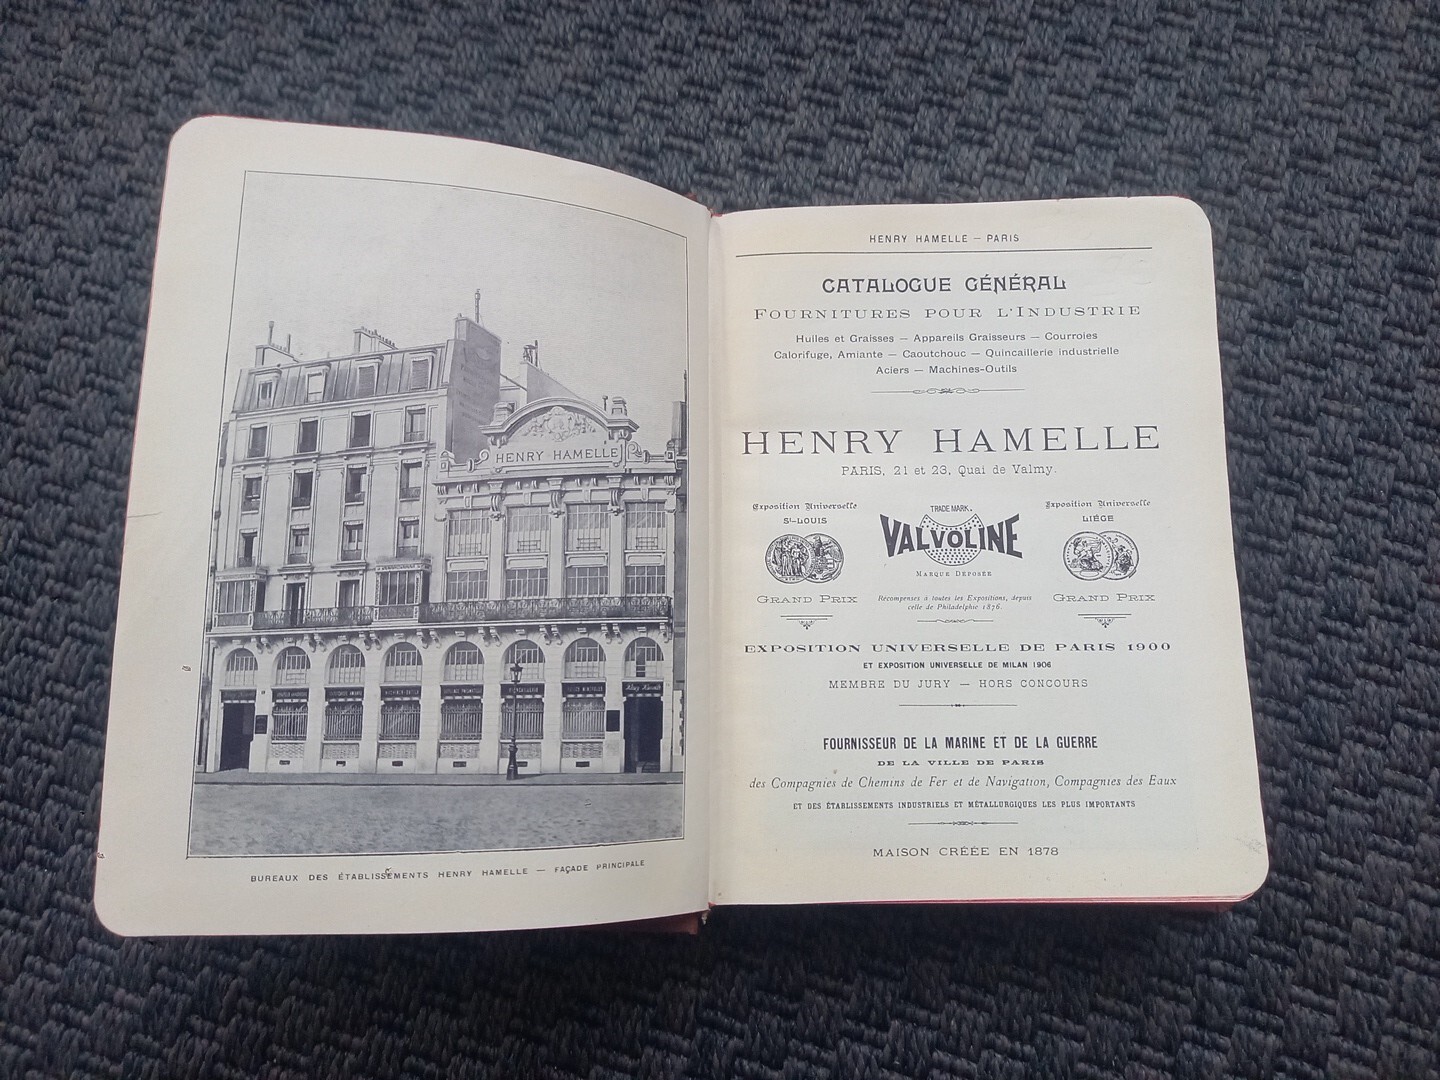 HENRY HAMELLE
BUREAUX DES ÉTABLISSEMENTS HENRY HAMELLE — FAÇADE PRINCIPALE
HENRY HAMELLE — PARIS
CATALOGUE GÉNÉRAL
FOURNITURES POUR L'INDUSTRIE
Huiles et Graisses — Appareils Graisseurs — Courroies
Calorifuge, Amiante — Caoutchouc — Quincaillerie industrielle
Aciers — Machines-Outils
HENRY HAMELLE
PARIS, 21 et 23, Quai de Valmy.
Exposition Universelle
St-LOUIS
GRAND PRIX
TRADE MARK.
VALVOLINE
MARQUE DÉPOSÉE
Récompenses à toutes les Expositions, depuis
celle de Philadelphie 1876.
Exposition Universelle
LIÉGE
GRAND PRIX
EXPOSITION UNIVERSELLE DE PARIS 1900
ET EXPOSITION UNIVERSELLE DE MILAN 1906
MEMBRE DU JURY — HORS CONCOURS
FOURNISSEUR DE LA MARINE ET DE LA GUERRE
DE LA VILLE DE PARIS
des Compagnies de Chemins de Fer et de Navigation, Compagnies des Eaux
ET DES ÉTABLISSEMENTS INDUSTRIELS ET MÉTALLURGIQUES LES PLUS IMPORTANTS
MAISON CRÉÉE EN 1878